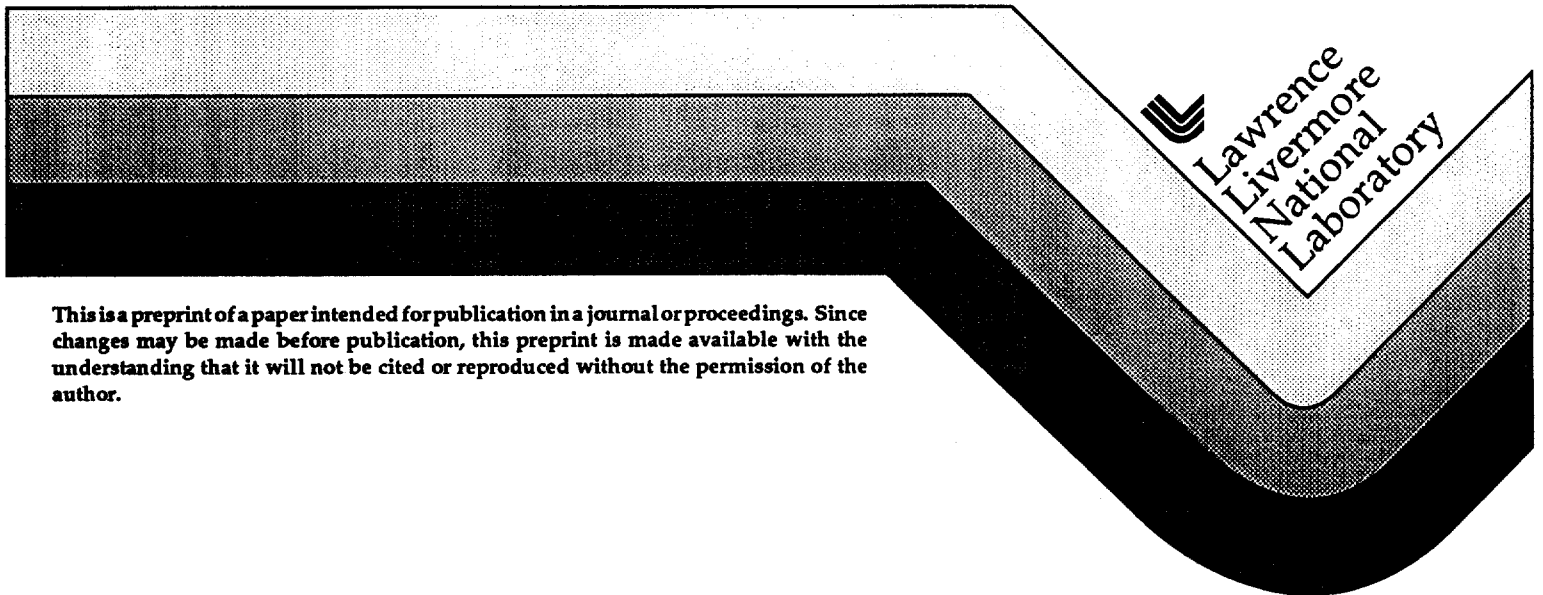 Lawrence
Livermore
National
Laboratory
This is a preprint of a paper intended for publication in a journal or proceedings. Since
changes may be made before publication, this preprint is made available with the
understanding that it will not be cited or reproduced without the permission of the
author.